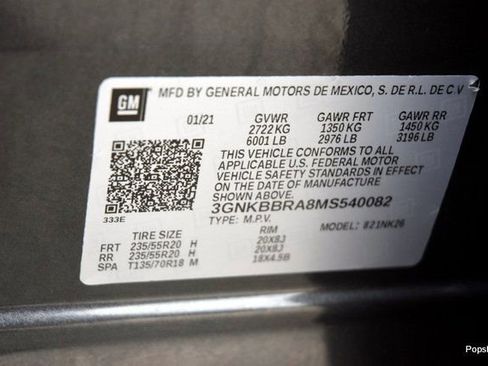 GM MFD BY GENERAL MOTORS DE MEXICO, S. DE R.L. DE C.V
01/21 GVWR GAWR FRT GAWR RR
2722 KG 1350 KG 1450 KG
6001 LB 2976 LB 3196 LB
THIS VEHICLE CONFORMS TO ALL
APPLICABLE U.S. FEDERAL MOTOR
VEHICLE SAFETY STANDARDS IN EFFECT
ON THE DATE OF MANUFACTURE
SHOWN ABOVE.
3GNKBBRA8MS540082
333E
TYPE: M.P.V. MODEL: 821NK26
TIRE SIZE RIM
FRT 235/55R20 H 20X8J
RR 235/55R20 H 20X8J
SPA T135/70R18 M 18X4.5B